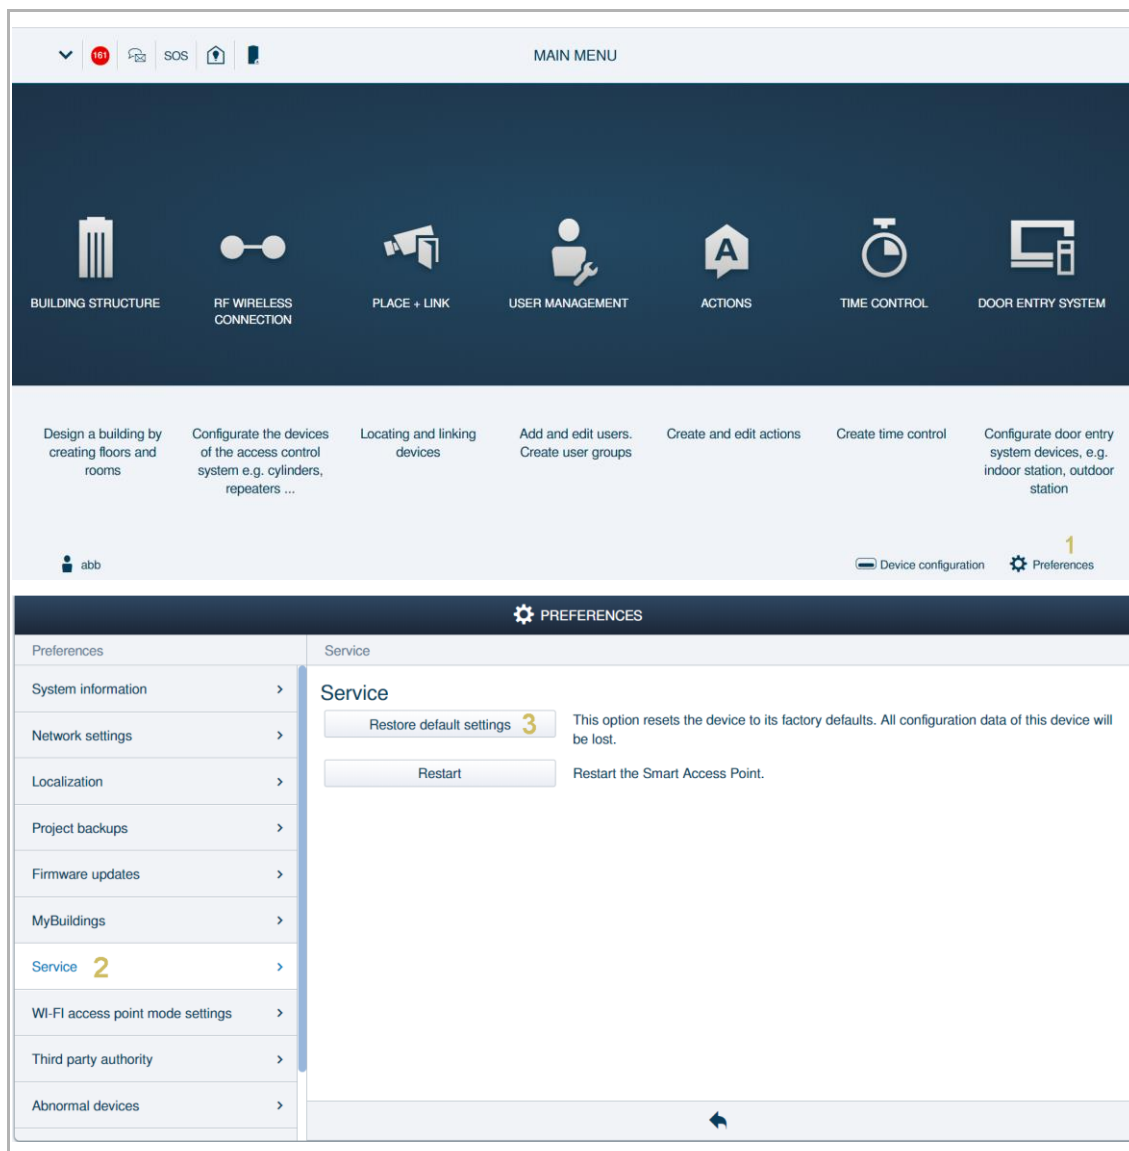 161
SOS
MAIN MENU
BUILDING STRUCTURE
RF WIRELESS
CONNECTION
PLACE + LINK
USER MANAGEMENT
A
ACTIONS
TIME CONTROL
DOOR ENTRY SYSTEM
Design a building by
creating floors and
rooms
Configurate the devices
of the access control
system e.g. cylinders,
repeaters ...
Locating and linking
devices
Add and edit users.
Create user groups
Create and edit actions
Create time control
Configurate door entry
system devices, e.g.
indoor station, outdoor
station
abb
Device configuration
1
Preferences
PREFERENCES
Preferences
Service
System information
Network settings
Localization
Project backups
Firmware updates
MyBuildings
Service 2
WI-FI access point mode settings
Third party authority
Abnormal devices
Service
Restore default settings 3
This option resets the device to its factory defaults. All configuration data of this device will
be lost.
Restart
Restart the Smart Access Point.